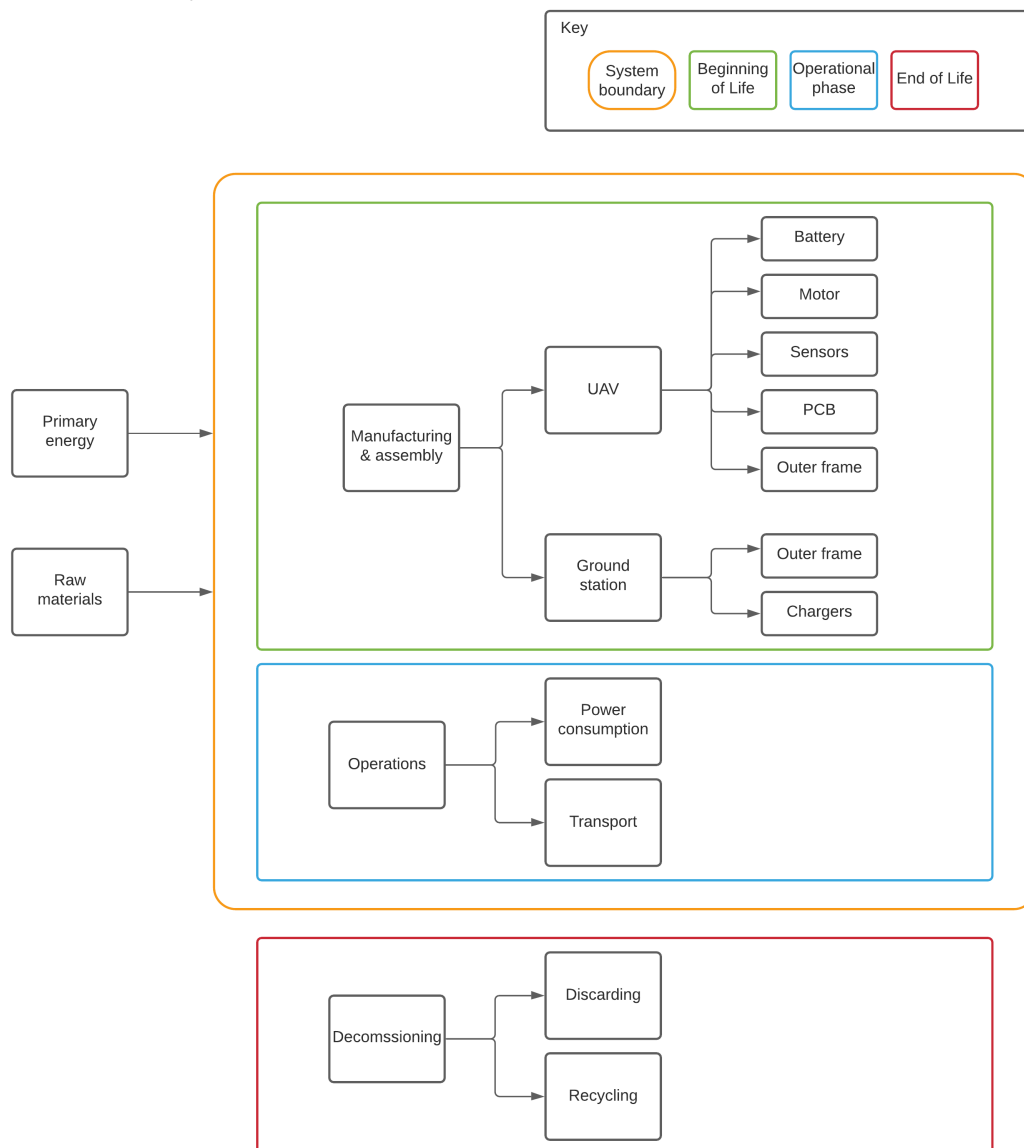 Key
System
boundary
Beginning
of Life
Operational
phase
End of Life
Battery
Motor
Sensors
PCB
Outer frame
UAV
Primary
energy
Manufacturing
& assembly
Raw
materials
Ground
station
Outer frame
Chargers
Power
consumption
Operations
Transport
Discarding
Decomssioning
Recycling